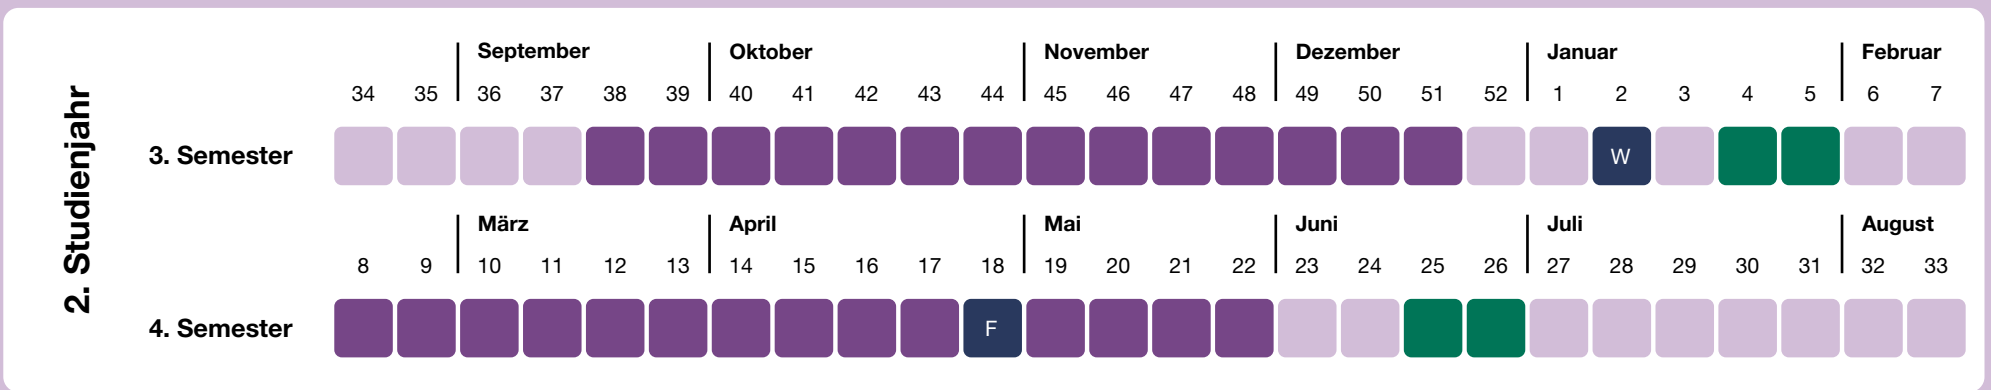 2. Studienjahr
September Oktober November Dezember Januar Februar
34 35 36 37 38 39 40 41 42 43 44 45 46 47 48 49 50 51 52 1 2 3 4 5 6 7
3. Semester W
März April Mai Juni Juli August
8 9 10 11 12 13 14 15 16 17 18 19 20 21 22 23 24 25 26 27 28 29 30 31 32 33
4. Semester F